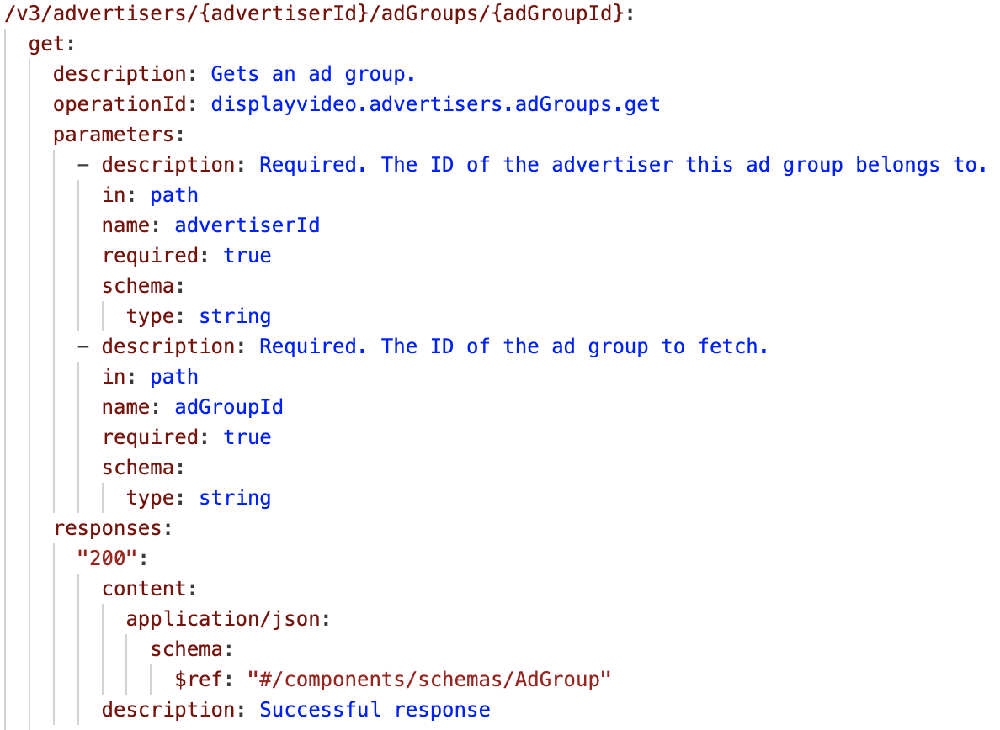 /v3/advertisers/{advertiserId}/adGroups/{adGroupId}:
  get:
    description: Gets an ad group.
    operationId: displayvideo.advertisers.adGroups.get
    parameters:
      - description: Required. The ID of the advertiser this ad group belongs to.
        in: path
        name: advertiserId
        required: true
        schema:
          type: string
      - description: Required. The ID of the ad group to fetch.
        in: path
        name: adGroupId
        required: true
        schema:
          type: string
    responses:
      "200":
        content:
          application/json:
            schema:
              $ref: "#/components/schemas/AdGroup"
        description: Successful response